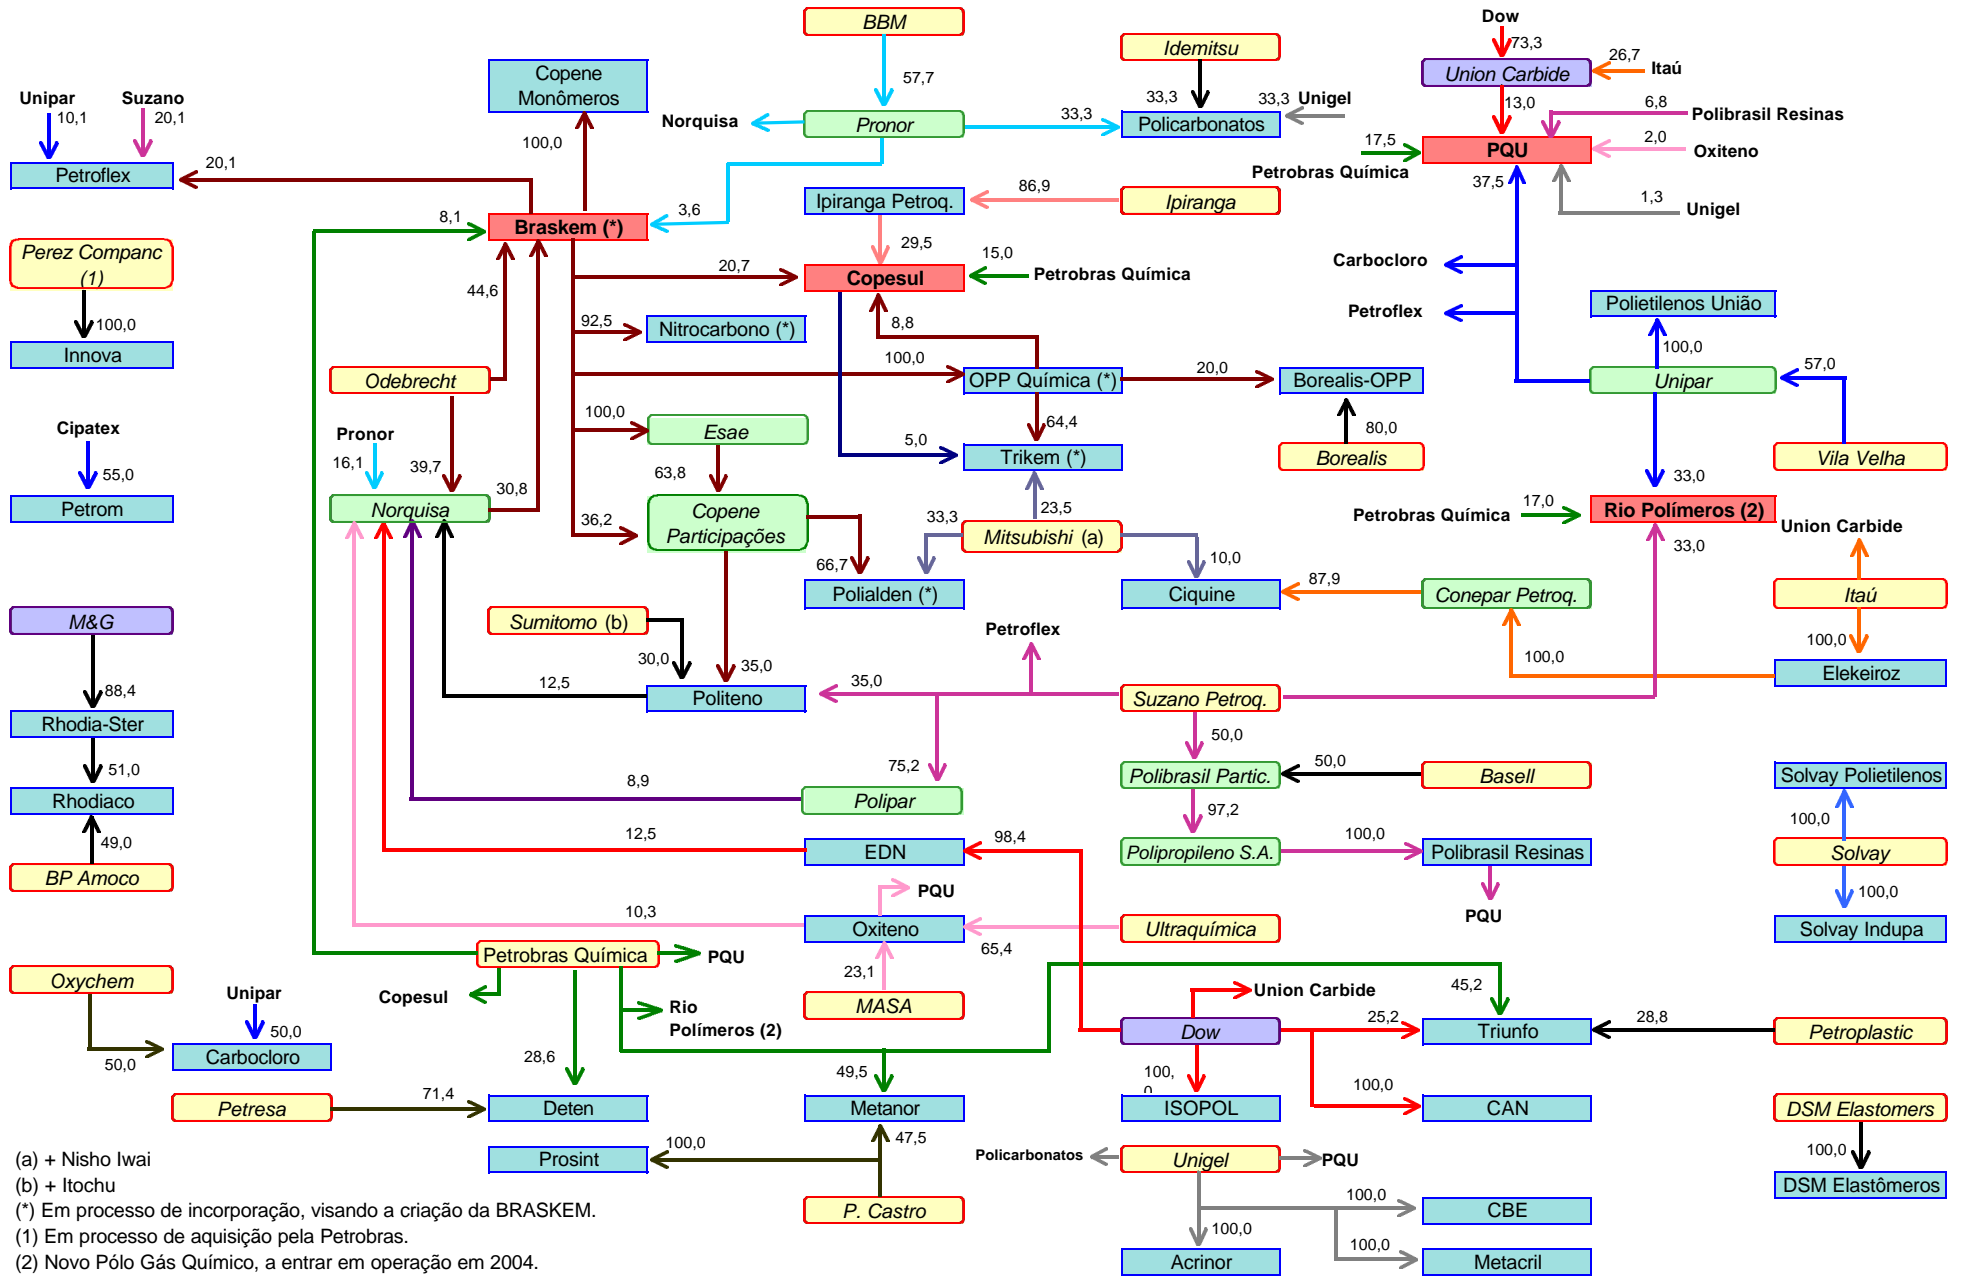 BBM
Dow
Idemitsu
73,3
26,7
Itaú
Copene
Monômeros
57,7
Union Carbide
Unipar
Suzano
33,3
33,3
Unigel
13,0
6,8
Polibrasil Resinas
10,1
20,1
Norquisa
Pronor
33,3
Policarbonatos
17,5
PQU
2,0
Oxiteno
100,0
Petrobras Química
37,5
20,1
Petroflex
86,9
Ipiranga Petroq.
Ipiranga
1,3
Unigel
8,1
3,6
Braskem (*)
29,5
Perez Companc
(1)
20,7
Copesul
15,0
Petrobras Química
Carbocloro
44,6
Petroflex
Polietilenos União
100,0
92,5
Nitrocarbono (*)
8,8
Innova
100,0
100,0
57,0
Odebrecht
OPP Química (*)
20,0
Borealis-OPP
Unipar
100,0
Esae
64,4
80,0
Cipatex
Pronor
5,0
16,1
39,7
63,8
Trikem (*)
Borealis
Vila Velha
55,0
30,8
33,0
Petrom
Norquisa
Copene
Participações
23,5
17,0
Petrobras Química
Rio Polímeros (2)
36,2
33,3
Mitsubishi (a)
Union Carbide
33,0
66,7
10,0
87,9
Polialden (*)
Ciquine
Conepar Petroq.
Itaú
M&G
Sumitomo (b)
Petroflex
100,0
30,0
35,0
100,0
88,4
12,5
35,0
Elekeiroz
Politeno
Suzano Petroq.
Rhodia-Ster
50,0
51,0
75,2
50,0
8,9
Polibrasil Partic.
Basell
Solvay Polietilenos
Rhodiaco
Polipar
97,2
100,0
49,0
12,5
98,4
100,0
EDN
Polipropileno S.A.
Polibrasil Resinas
Solvay
BP Amoco
PQU
100,0
10,3
PQU
Oxiteno
Ultraquímica
Solvay Indupa
65,4
Petrobras Química
PQU
23,1
Oxychem
Unipar
Copesul
45,2
Union Carbide
Rio
Polímeros (2)
MASA
50,0
25,2
28,8
Dow
Triunfo
Petroplastic
50,0
Carbocloro
28,6
49,5
100,
0
100,0
71,4
Petresa
Deten
Metanor
ISOPOL
CAN
DSM Elastomers
100,0
47,5
100,0
Prosint
Policarbonatos
Unigel
PQU
(a) + Nisho Iwai
(b) + Itochu
DSM Elastômeros
100,0
(*) Em processo de incorporação, visando a criação da BRASKEM.
P. Castro
CBE
100,0
(1) Em processo de aquisição pela Petrobras.
100,0
(2) Novo Pólo Gás Químico, a entrar em operação em 2004.
Acrinor
Metacril